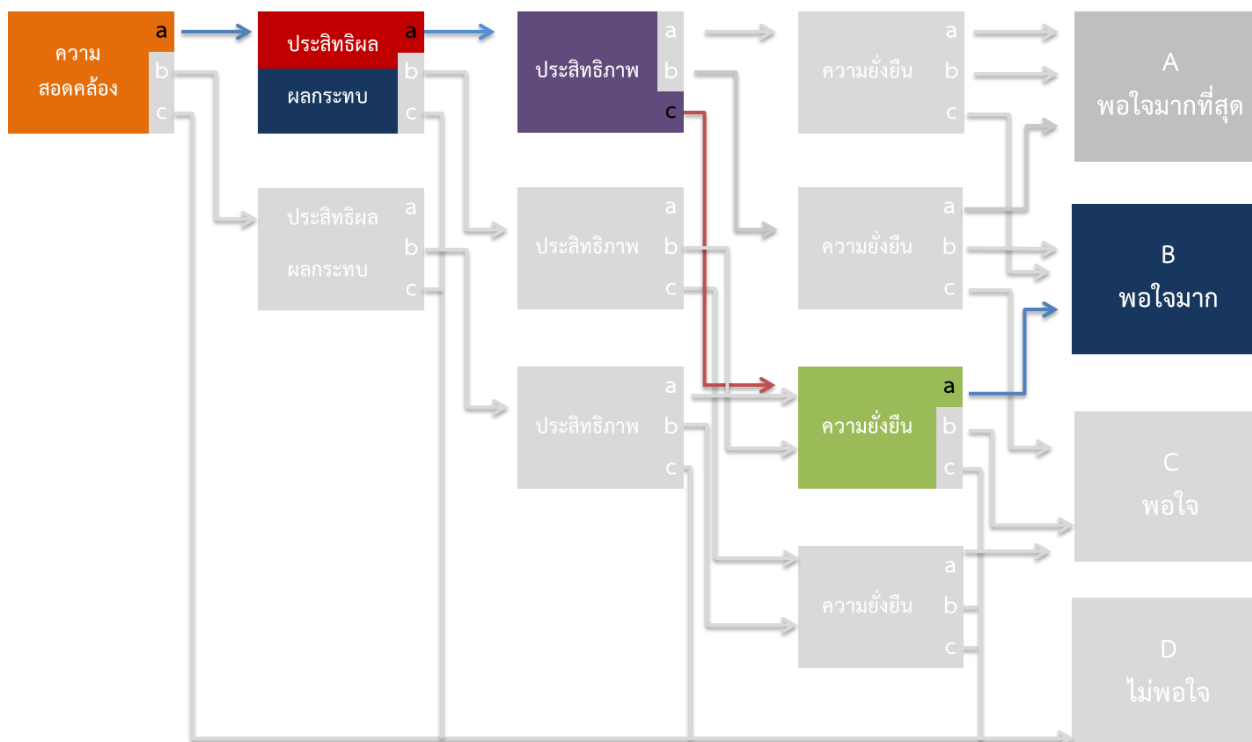 ความ
สอดคล้อง
a
b
c
ประสิทธิผล
ผลกระทบ
a
b
c
ประสิทธิภาพ
a
b
c
ความยั่งยืน
a
b
c
A
พอใจมากที่สุด
ประสิทธิผล
ผลกระทบ
a
b
c
ประสิทธิภาพ
a
b
c
ความยั่งยืน
a
b
c
B
พอใจมาก
ประสิทธิภาพ
a
b
c
ความยั่งยืน
a
b
c
C
พอใจ
ความยั่งยืน
a
b
c
D
ไม่พอใจ